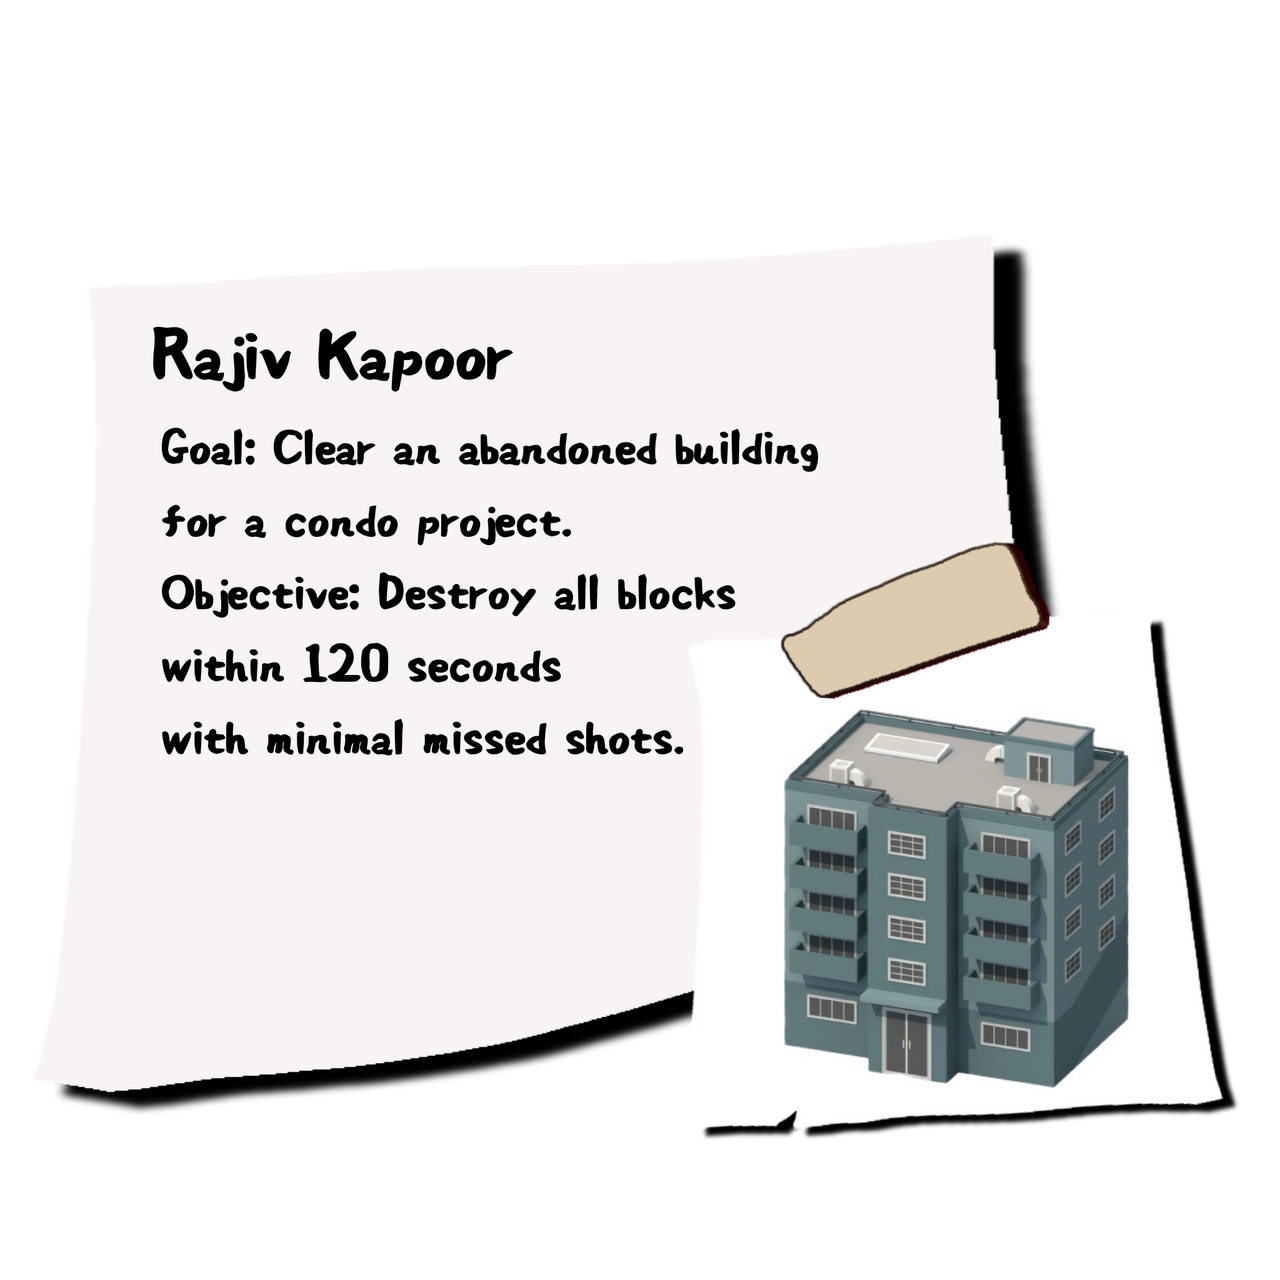 Rajiv Kapoor
Goal: Clear an abandoned building
for a condo project.
Objective: Destroy all blocks
within 120 seconds
with minimal missed shots.